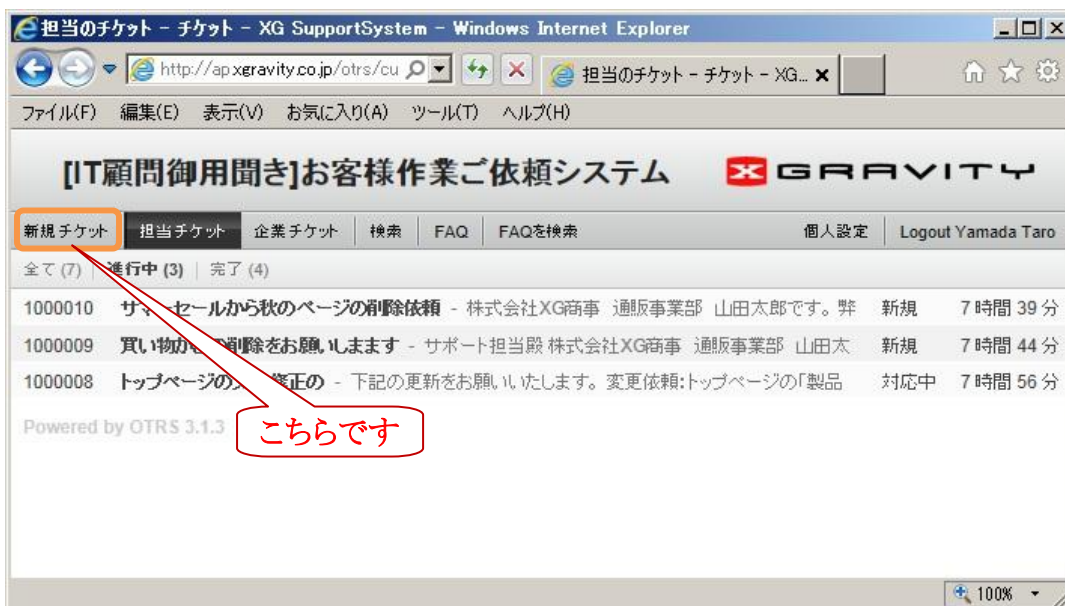 担当のチケット - チケット - XG SupportSystem - Windows Internet Explorer
http://ap.xgravity.co.jp/otrs/cu 担当のチケット - チケット - XG...
ファイル(F) 編集(E) 表示(V) お気に入り(A) ツール(T) ヘルプ(H)
[IT顧問御用聞き]お客様作業ご依頼システム XGRAVITY
新規チケット 担当チケット 企業チケット 検索 FAQ FAQを検索 個人設定 Logout Yamada Taro
全て (7) 進行中 (3) 完了 (4)
1000010 サマーセールから秋のページの削除依頼 - 株式会社XG商事 通販事業部 山田太郎です。弊 新規 7 時間 39 分
1000009 買い物か の削除をお願いしまます - サポート担当殿 株式会社XG商事 通販事業部 山田太 新規 7 時間 44 分
1000008 トップページの 修正の - 下記の更新をお願いいたします。変更依頼:トップページの「製品 対応中 7 時間 56 分
Powered by OTRS 3.1.3
こちらです
100%